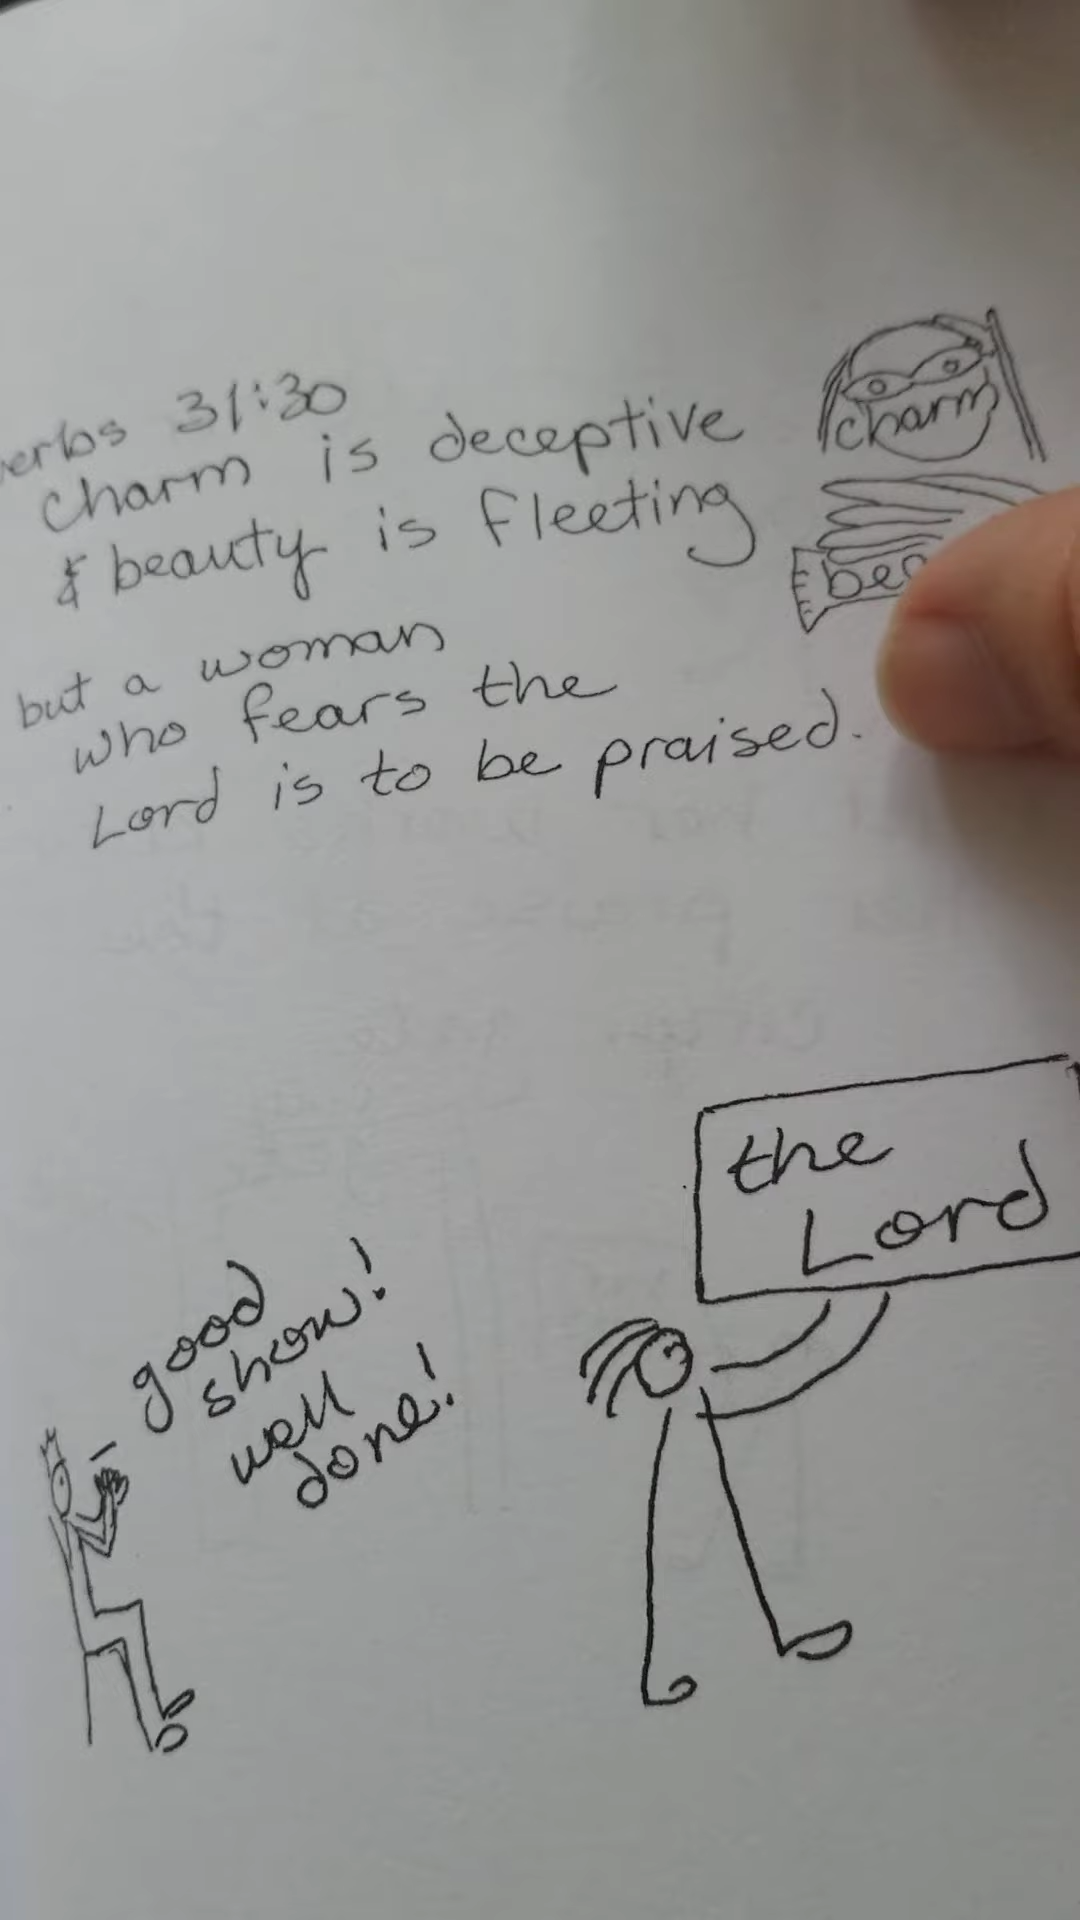 verbs 31:30
charm is deceptive
& beauty is fleeting
but a woman
who fears the
Lord is to be praised.
charm
the
Lord
good
show!
well
done!